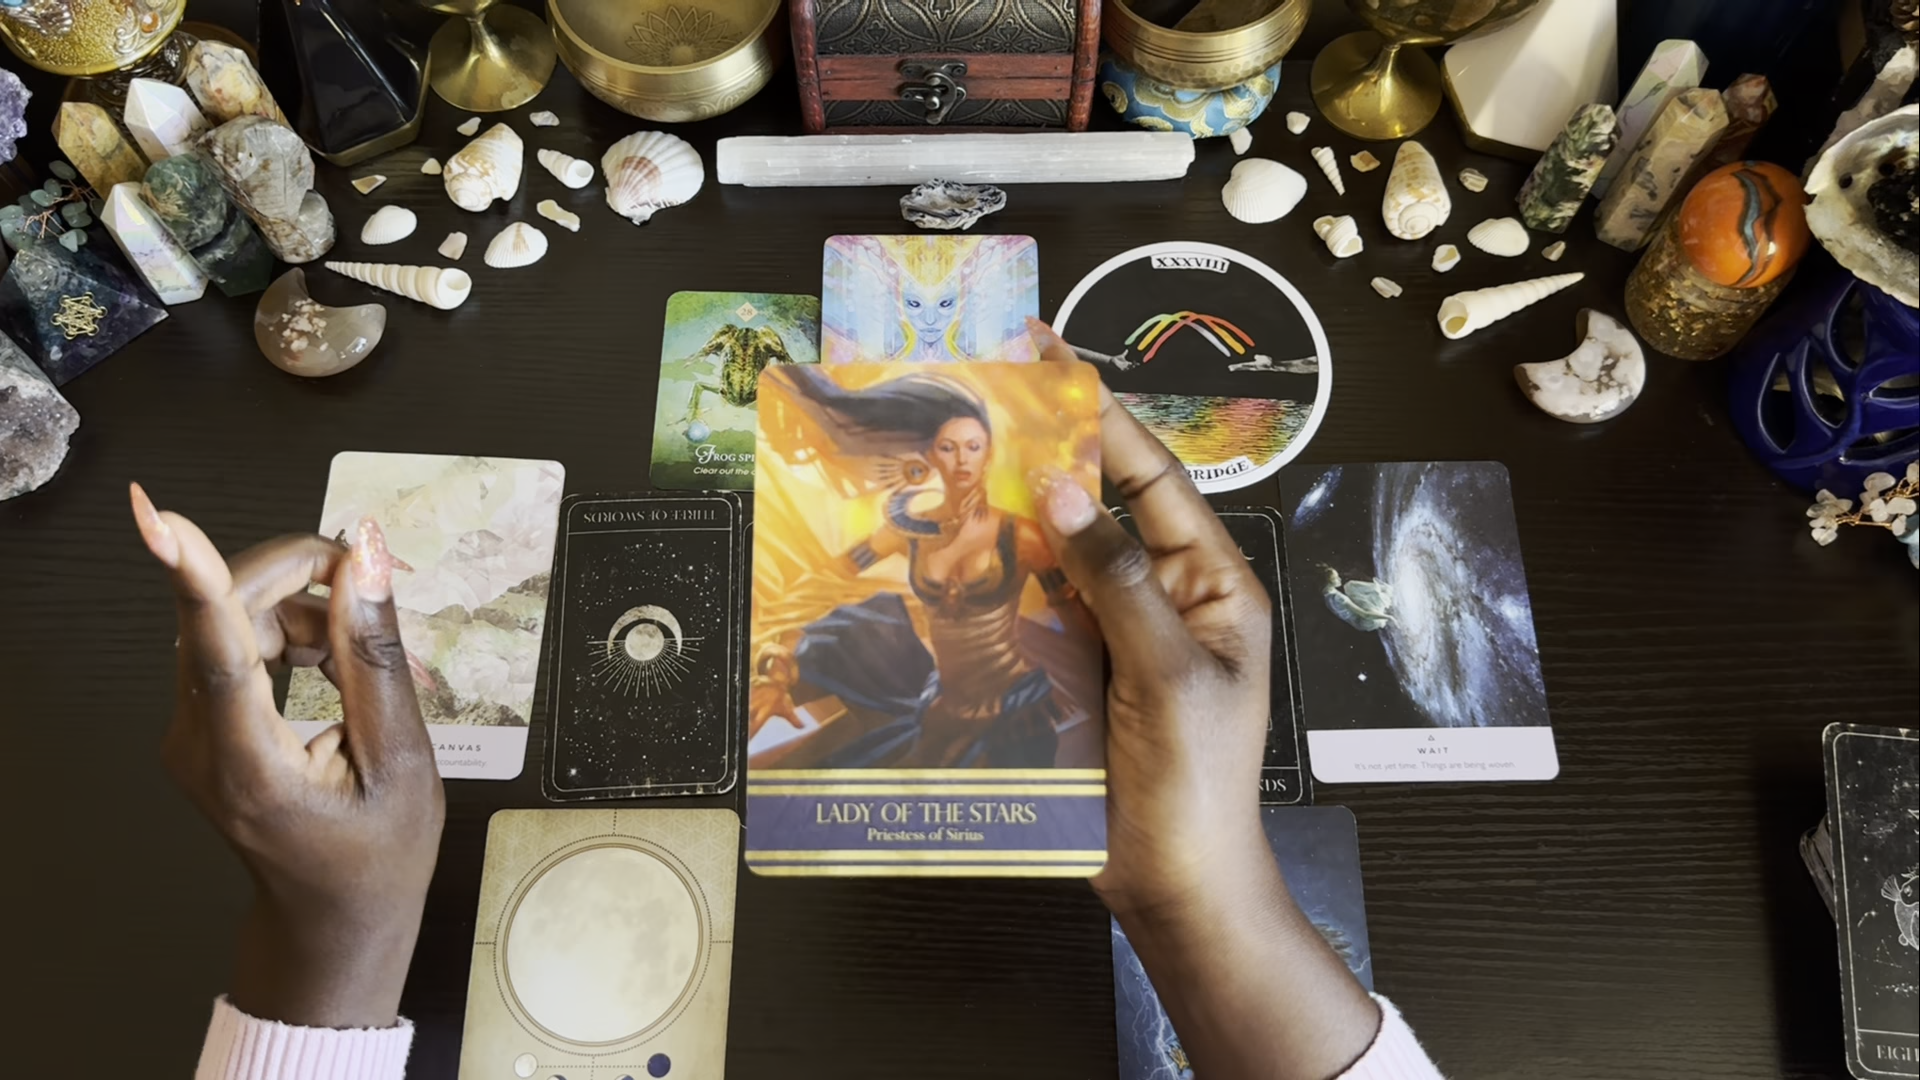 XXXVIII
28
FROG SPI
Clear out the
BRIDGE
THREE OF SWORDS
CANVAS
ccountability.
WAIT
It's not yet time. Things are being woven.
NDS
LADY OF THE STARS
Priestess of Sirius
EIGH